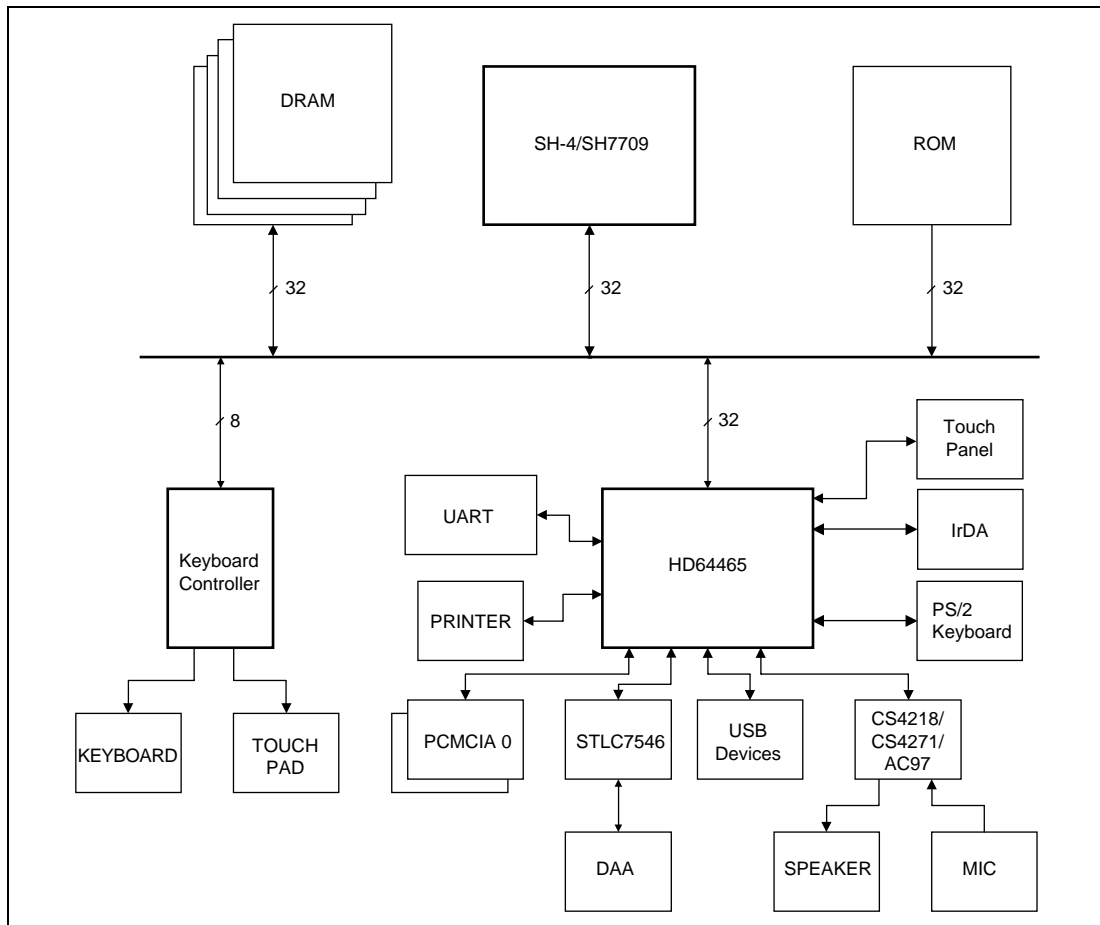 DRAM
SH-4/SH7709
ROM
32
32
32
8
32
Touch
Panel
UART
IrDA
Keyboard
Controller
HD64465
PRINTER
PS/2
Keyboard
KEYBOARD
TOUCH
PAD
PCMCIA 0
STLC7546
USB
Devices
CS4218/
CS4271/
AC97
DAA
SPEAKER
MIC